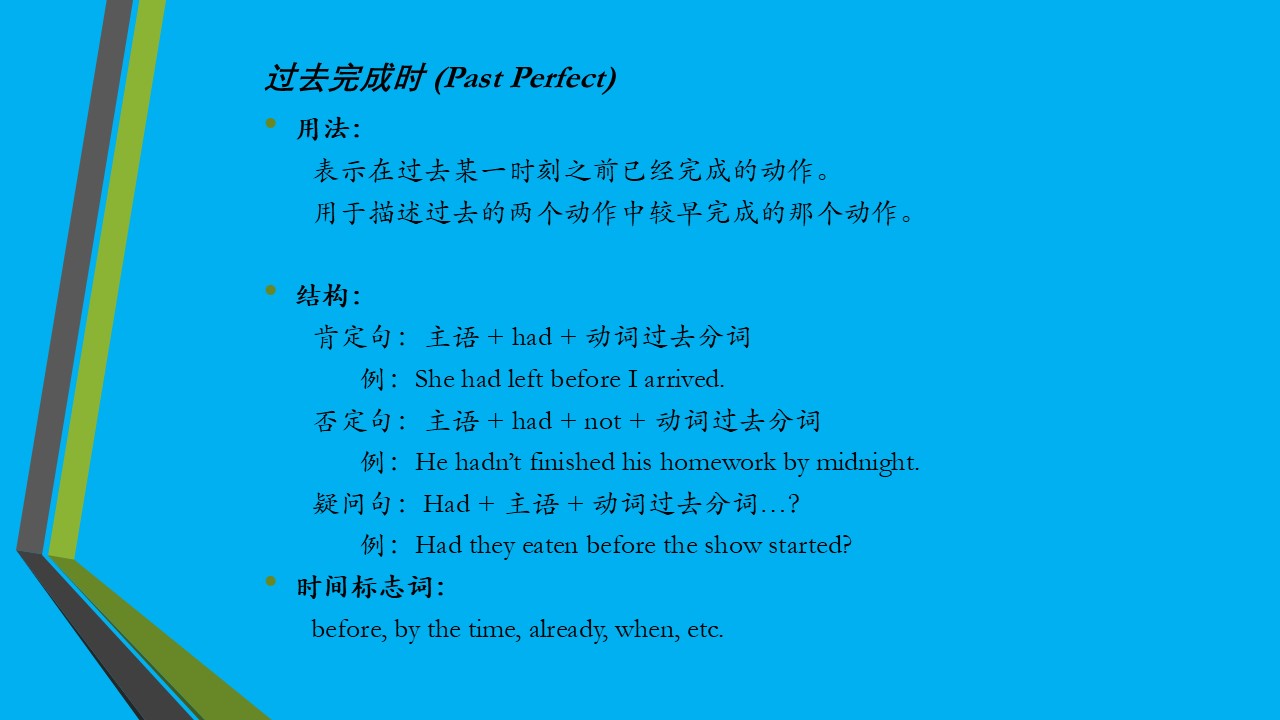 过去完成时 (Past Perfect)
• 用法：
表示在过去某一时刻之前已经完成的动作。
用于描述过去的两个动作中较早完成的那个动作。
• 结构：
肯定句： 主语 + had + 动词过去分词
例：She had left before I arrived.
否定句： 主语 + had + not + 动词过去分词
例：He hadn’t finished his homework by midnight.
疑问句：Had + 主语 + 动词过去分词…?
例：Had they eaten before the show started?
• 时间标志词：
before, by the time, already, when, etc.